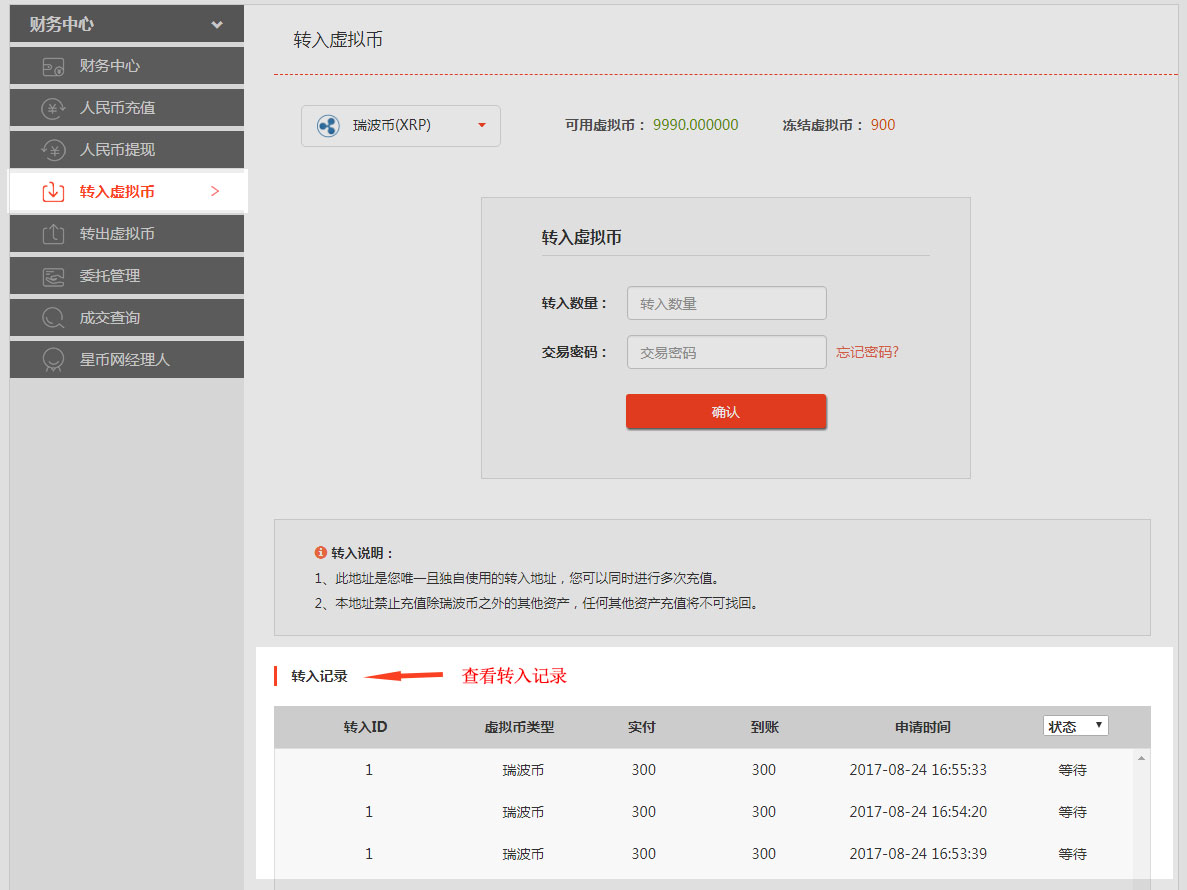 财务中心
财务中心
人民币充值
人民币提现
转入虚拟币 >
转出虚拟币
委托管理
成交查询
星币网经理人
转入虚拟币
瑞波币(XRP) 可用虚拟币： 9990.000000 冻结虚拟币： 900
转入虚拟币
转入数量： 转入数量
交易密码： 交易密码 忘记密码?
确认
转入说明：
1、此地址是您唯一且独自使用的转入地址，您可以同时进行多次充值。
2、本地址禁止充值除瑞波币之外的其他资产，任何其他资产充值将不可找回。
转入记录 查看转入记录
转入ID 虚拟币类型 实付 到账 申请时间 状态
1 瑞波币 300 300 2017-08-24 16:55:33 等待
1 瑞波币 300 300 2017-08-24 16:54:20 等待
1 瑞波币 300 300 2017-08-24 16:53:39 等待